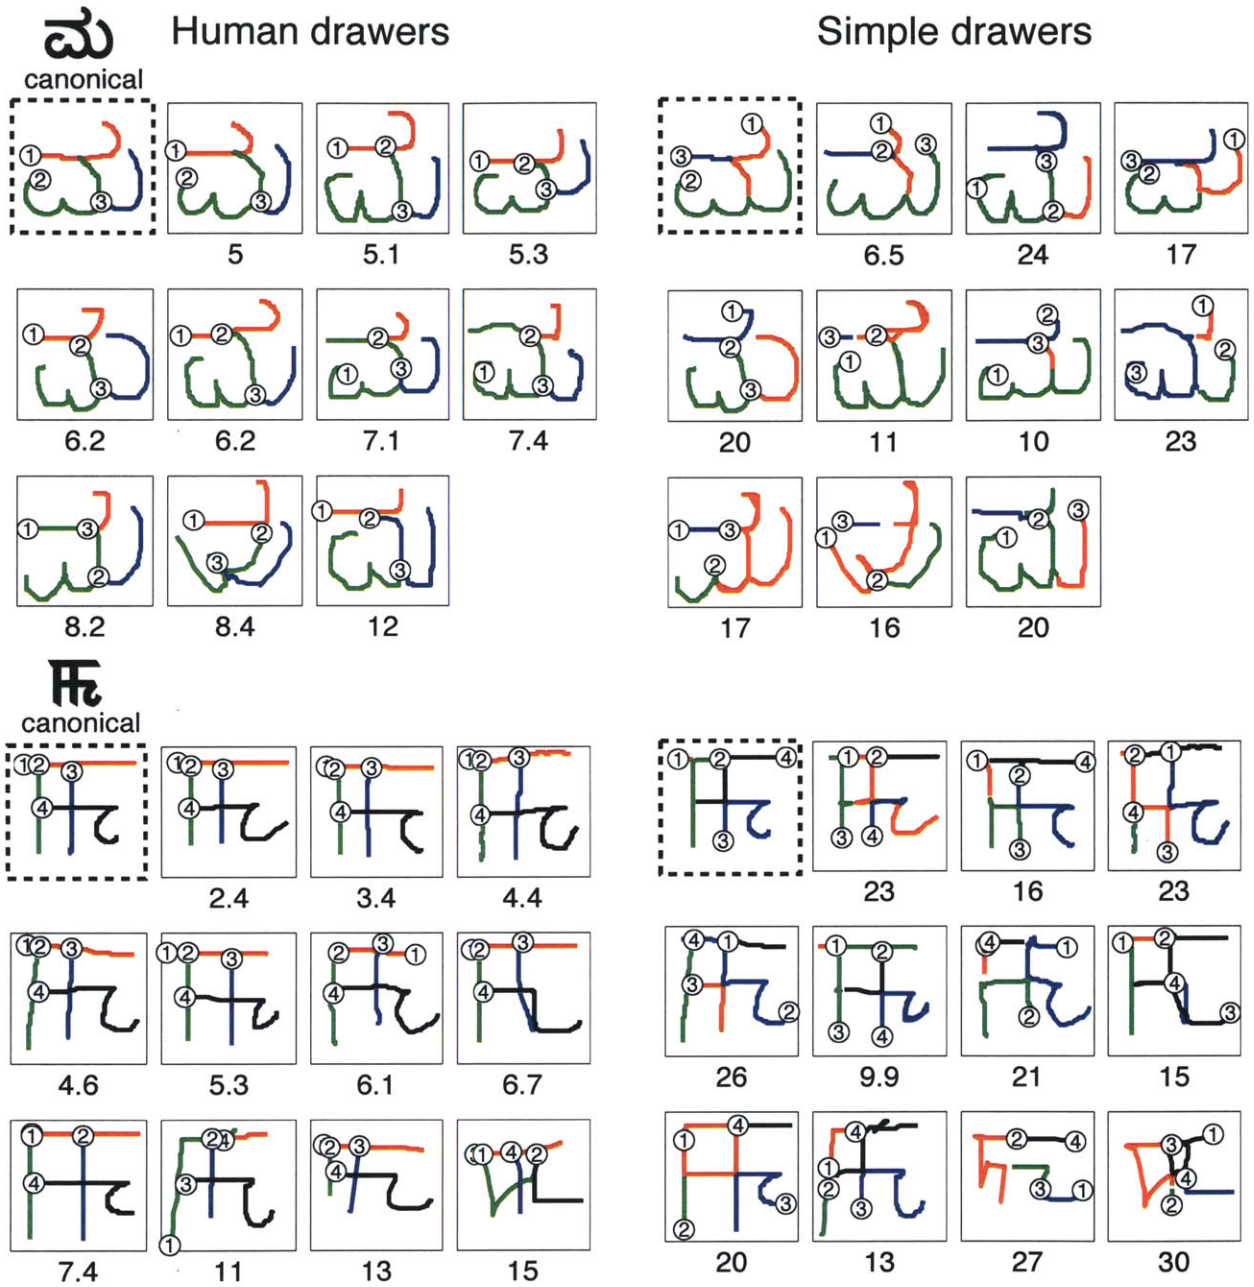 ಮ Human drawers Simple drawers
canonical
5 5.1 5.3 6.5 24 17
6.2 6.2 7.1 7.4 20 11 10 23
8.2 8.4 12 17 16 20
canonical
2.4 3.4 4.4 23 16 23
4.6 5.3 6.1 6.7 26 9.9 21 15
7.4 11 13 15 20 13 27 30